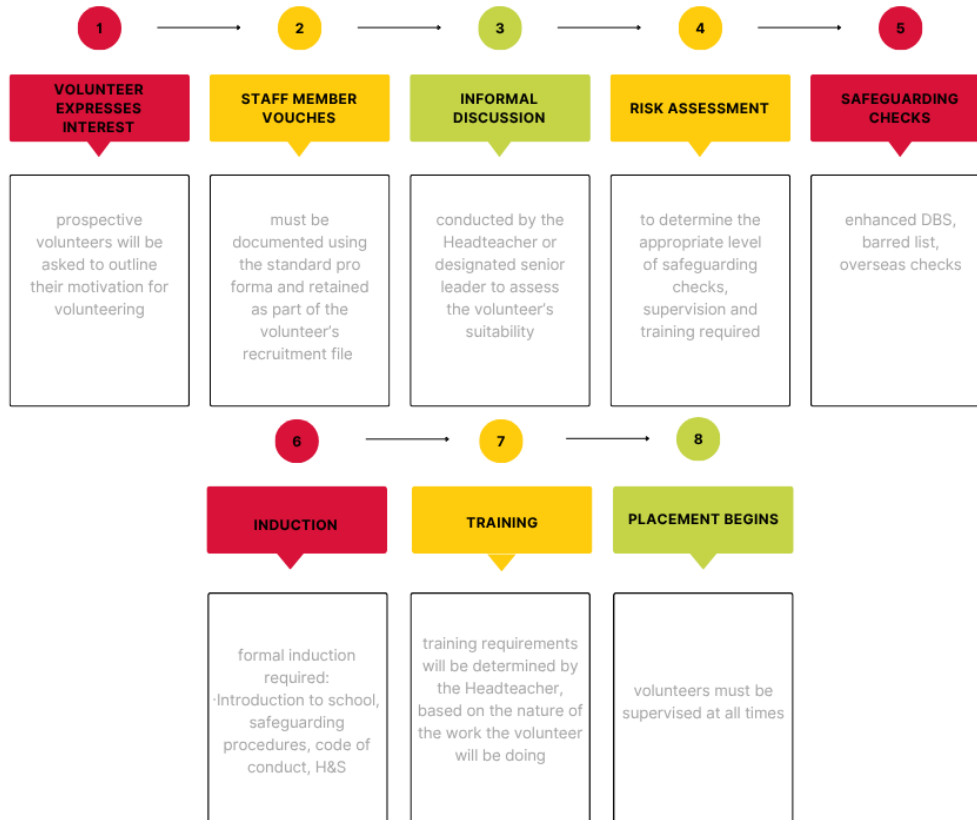 1
2
3
4
5
VOLUNTEER
EXPRESSES
INTEREST
STAFF MEMBER
VOUCHES
INFORMAL
DISCUSSION
RISK ASSESSMENT
SAFEGUARDING
CHECKS
prospective
volunteers will be
asked to outline
their motivation for
volunteering
must be
documented using
the standard pro
forma and retained
as part of the
volunteer's
recruitment file
conducted by the
Headteacher or
designated senior
leader to assess
the volunteer's
suitability
to determine the
appropriate level
of safeguarding
checks,
supervision and
training required
enhanced DBS,
barred list,
overseas checks
6
7
8
INDUCTION
TRAINING
PLACEMENT BEGINS
formal induction
required:
·Introduction to school,
safeguarding
procedures, code of
conduct, H&S
training requirements
will be determined by
the Headteacher,
based on the nature of
the work the volunteer
will be doing
volunteers must be
supervised at all times